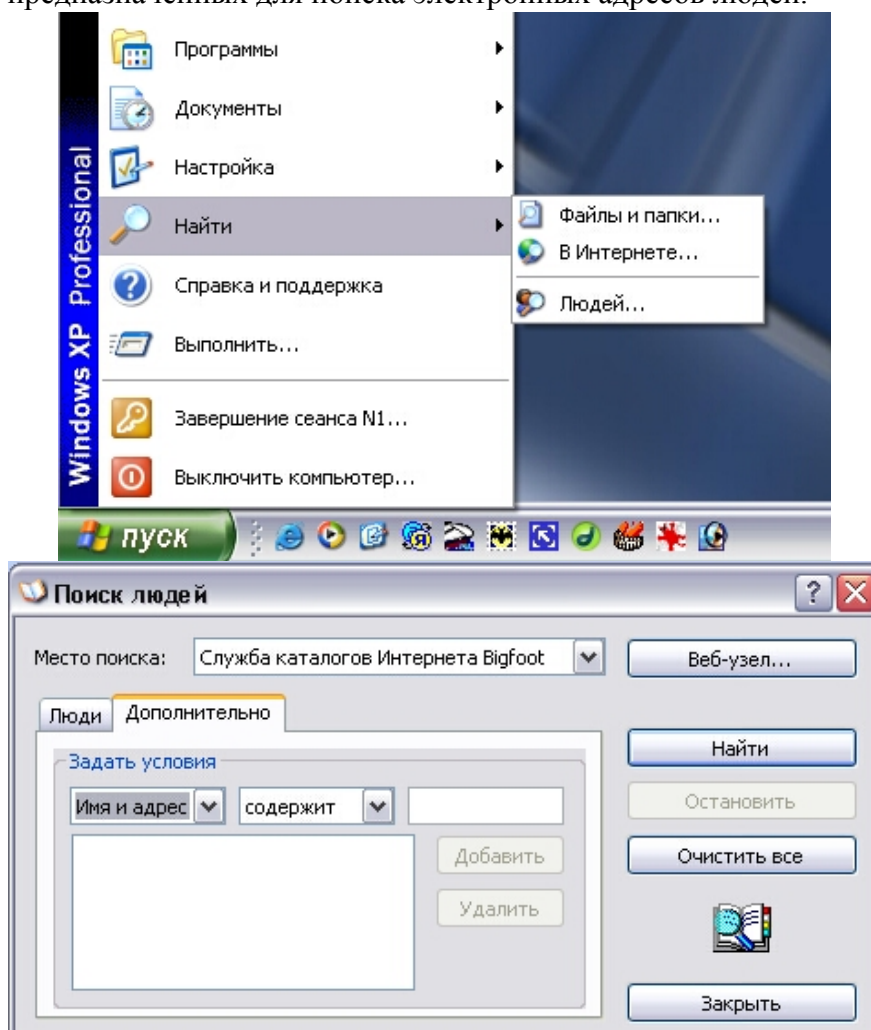 предназначенных для поиска электронных адресов людей.
Windows XP Professional
Программы
Документы
Настройка
Найти
Файлы и папки...
В Интернете...
Людей...
Справка и поддержка
Выполнить...
Завершение сеанса N1...
Выключить компьютер...
пуск
Поиск людей
Место поиска: Служба каталогов Интернета Bigfoot Веб-узел...
Люди Дополнительно
Найти
Задать условия
Имя и адрес содержит
Остановить
Добавить
Очистить все
Удалить
Закрыть